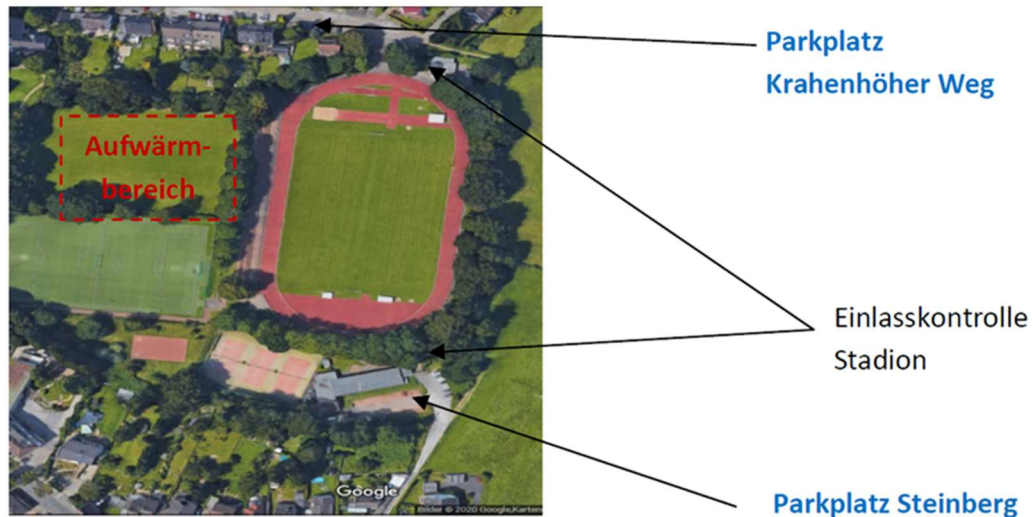 Parkplatz
Krahenhöher Weg
Aufwärm-
bereich
Einlasskontrolle
Stadion
Google
Bilder © 2020 Google,Karten
Parkplatz Steinberg